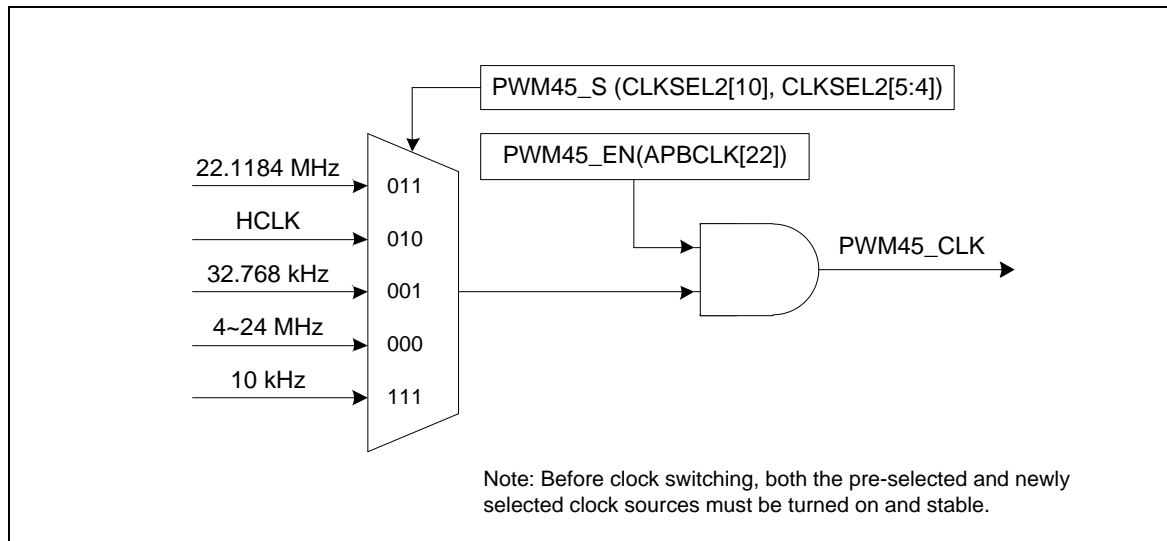 PWM45_S (CLKSEL2[10], CLKSEL2[5:4])
PWM45_EN(APBCLK[22])
22.1184 MHz
011
HCLK
010
32.768 kHz
001
4~24 MHz
000
10 kHz
111
PWM45_CLK
Note: Before clock switching, both the pre-selected and newly
selected clock sources must be turned on and stable.